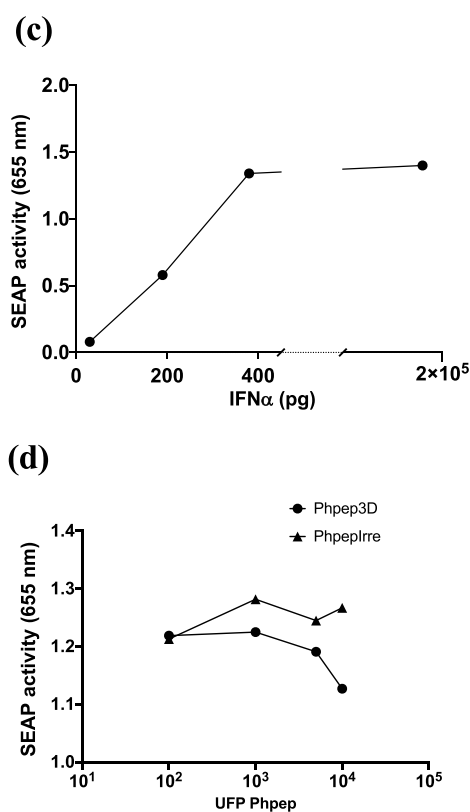 (c)
2.0
1.5
1.0
0.5
0.0
SEAP activity (655 nm)
0 200 400 2×10⁵
IFNα (pg)
(d)
Phpep3D
PhpepIrre
1.4
1.3
1.2
1.1
1.0
SEAP activity (655 nm)
10¹ 10² 10³ 10⁴ 10⁵
UFP Phpep